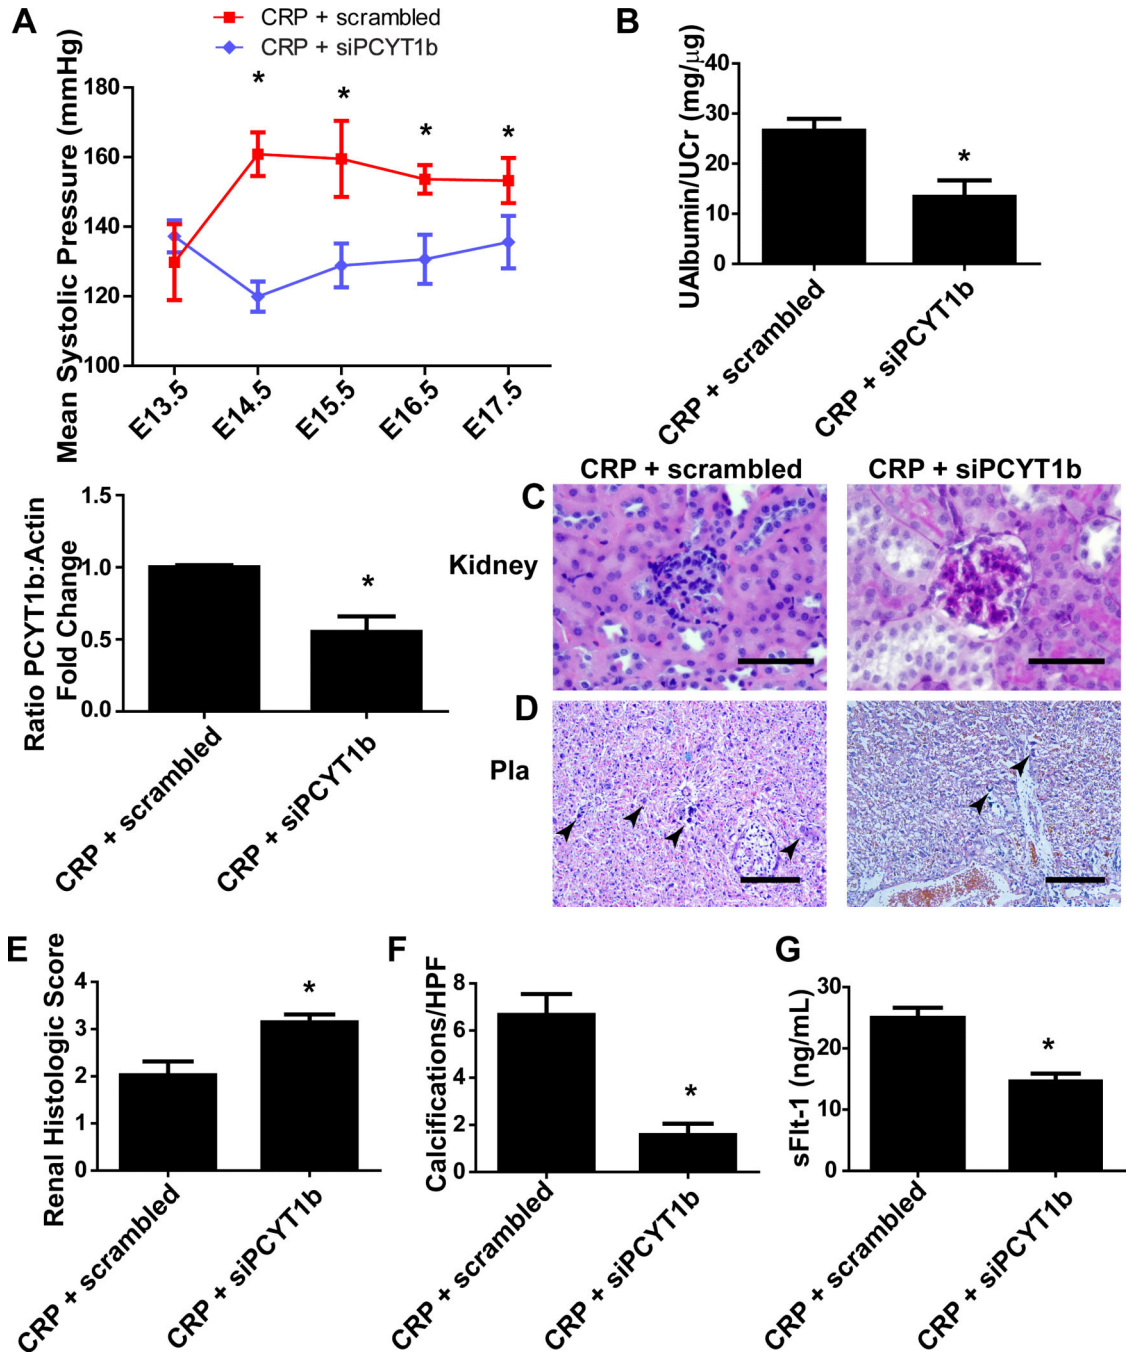 A
CRP + scrambled
CRP + siPCYT1b
Mean Systolic Pressure (mmHg)
180
160
140
120
100
*
*
*
*
E13.5
E14.5
E15.5
E16.5
E17.5
B
UAlbumin/UCr (mg/µg)
40
30
20
10
0
*
CRP + scrambled
CRP + siPCYT1b
Ratio PCYT1b:Actin
Fold Change
1.5
1.0
0.5
0.0
*
CRP + scrambled
CRP + siPCYT1b
CRP + scrambled
CRP + siPCYT1b
C
Kidney
D
Pla
E
Renal Histologic Score
4
3
2
1
0
*
CRP + scrambled
CRP + siPCYT1b
F
Calcifications/HPF
8
6
4
2
0
*
CRP + scrambled
CRP + siPCYT1b
G
sFlt-1 (ng/mL)
30
20
10
0
*
CRP + scrambled
CRP + siPCYT1b